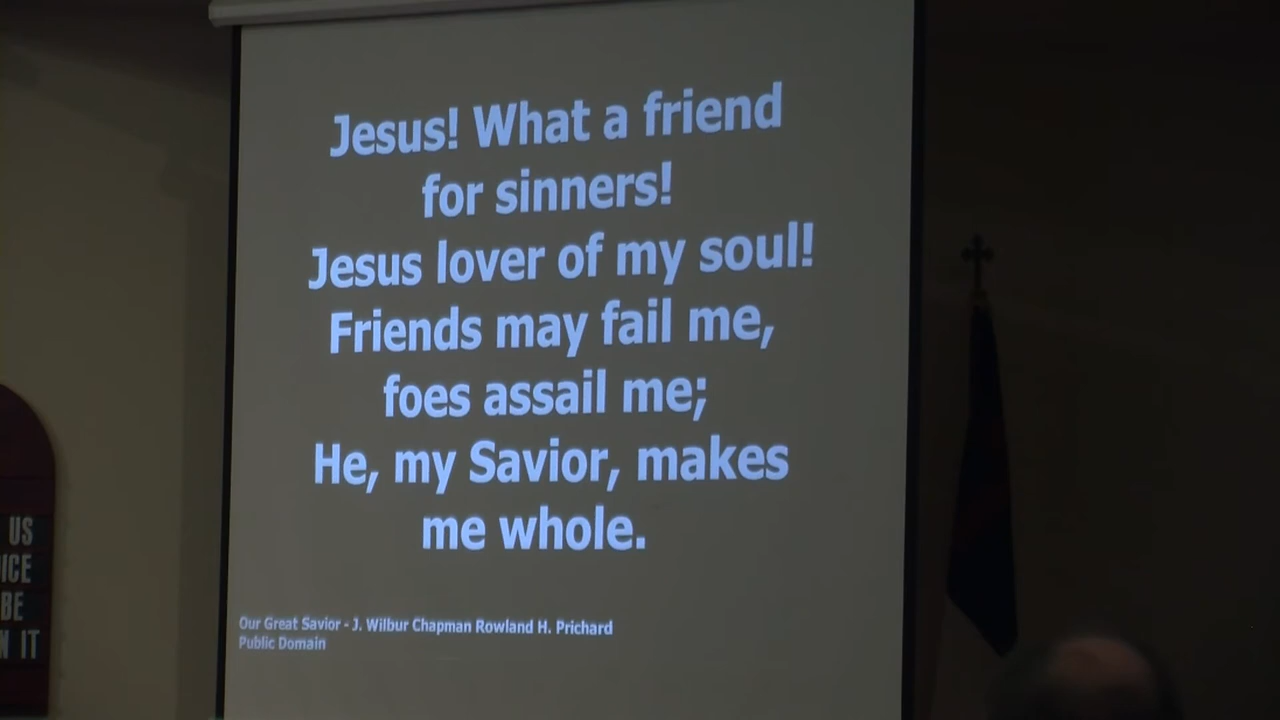 Jesus! What a friend
for sinners!
Jesus lover of my soul!
Friends may fail me,
foes assail me;
He, my Savior, makes
me whole.
Our Great Savior - J. Wilbur Chapman Rowland H. Prichard
Public Domain
US
ICE
BE
N IT